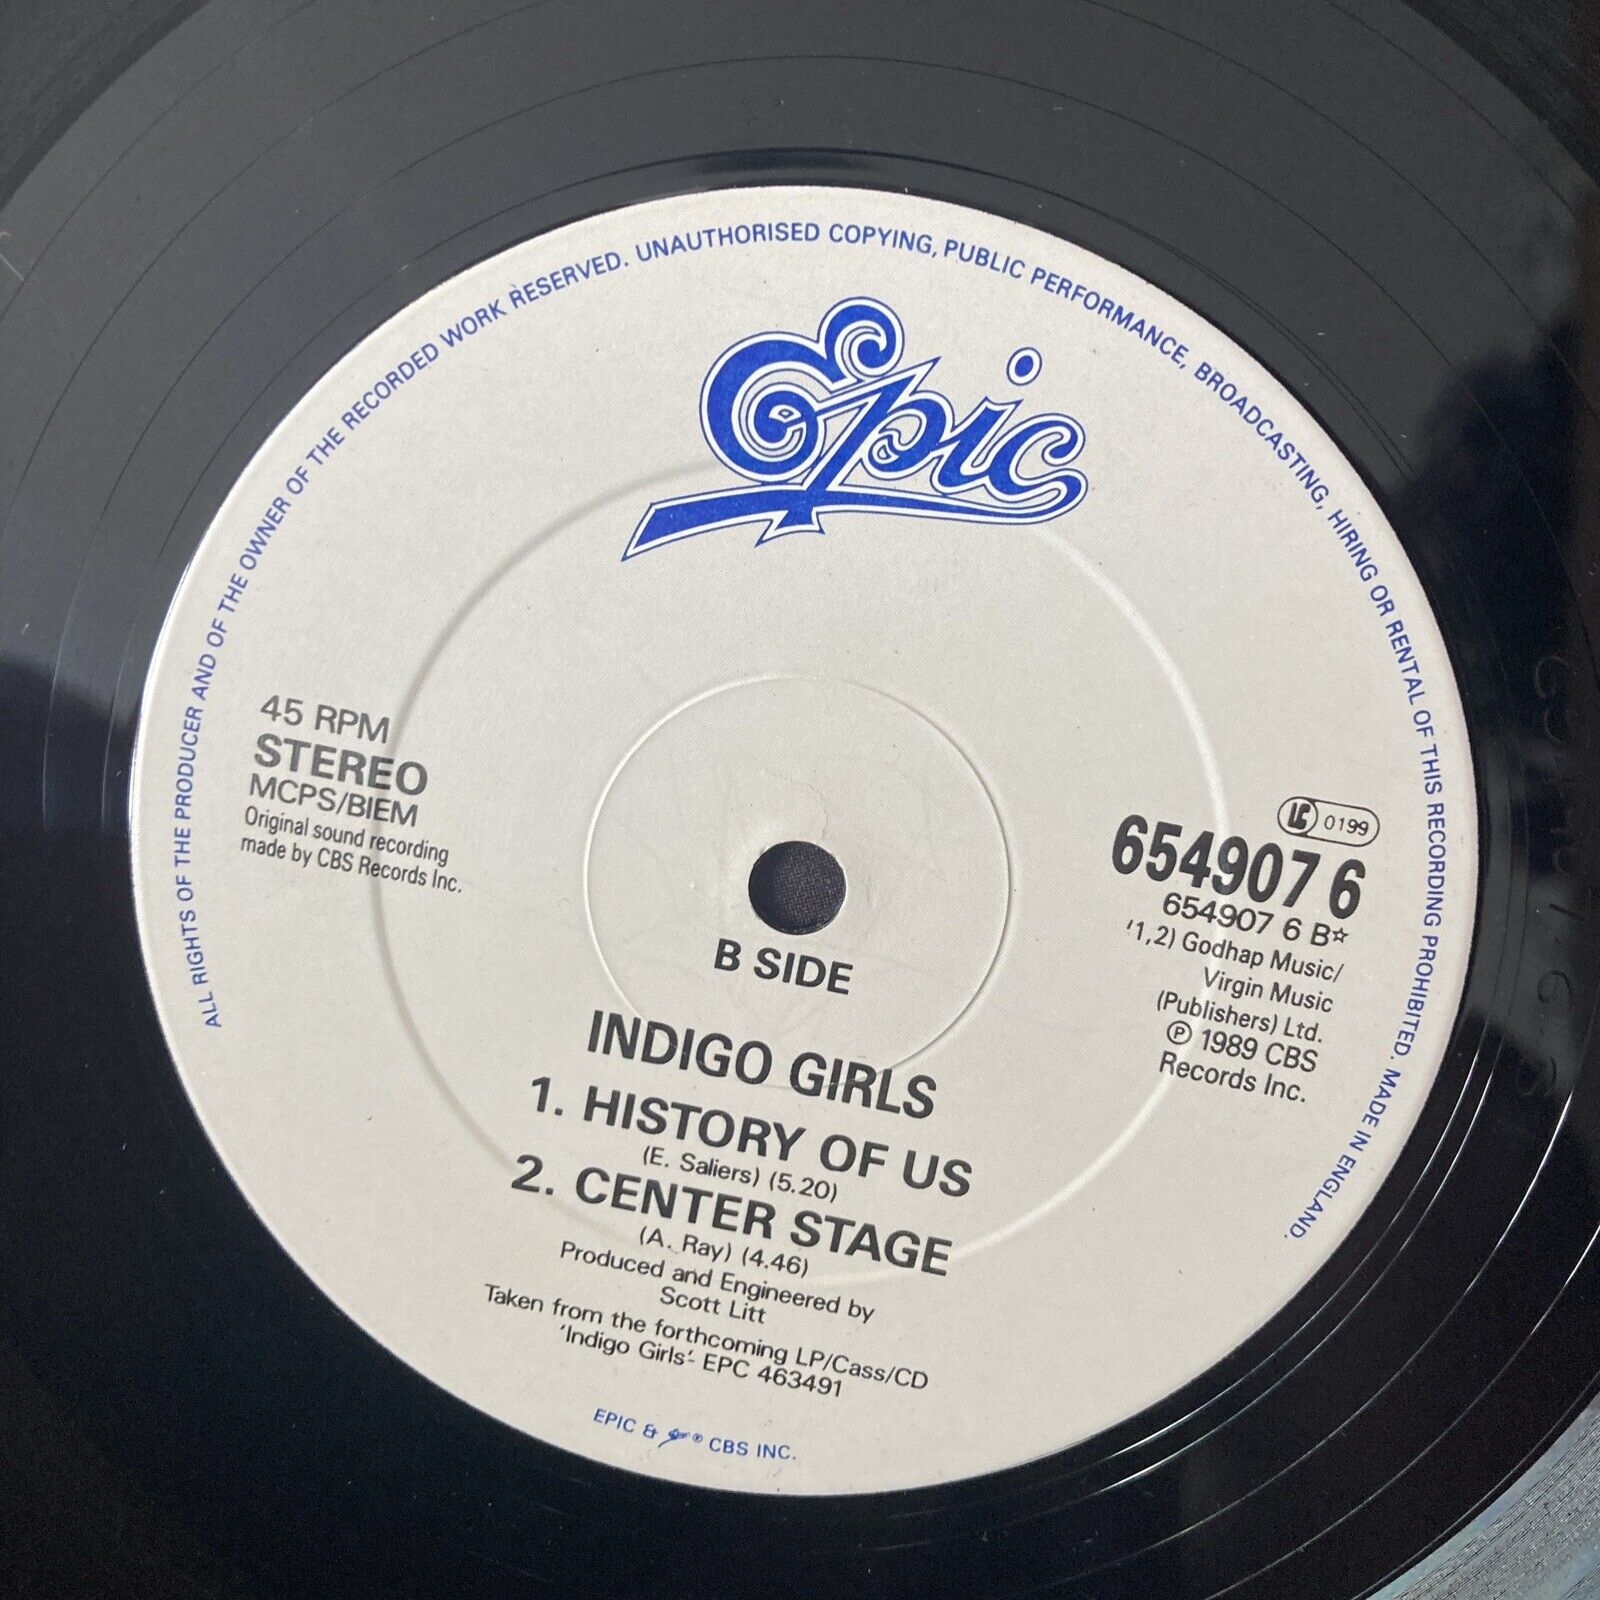 ALL RIGHTS OF THE PRODUCER AND OF THE OWNER OF THE RECORDED WORK RESERVED. UNAUTHORISED COPYING, PUBLIC PERFORMANCE, BROADCASTING, HIRING OR RENTAL OF THIS RECORDING PROHIBITED. MADE IN ENGLAND.
Epic
45 RPM
STEREO
MCPS/BIEM
Original sound recording
made by CBS Records Inc.
LC 0199
654907 6
654907 6 B☆
'1,2) Godhap Music/
Virgin Music
(Publishers) Ltd.
℗ 1989 CBS
Records Inc.
B SIDE
INDIGO GIRLS
1. HISTORY OF US
(E. Saliers) (5.20)
2. CENTER STAGE
(A. Ray) (4.46)
Produced and Engineered by
Scott Litt
Taken from the forthcoming LP/Cass/CD
'Indigo Girls'- EPC 463491
EPIC & ® CBS INC.